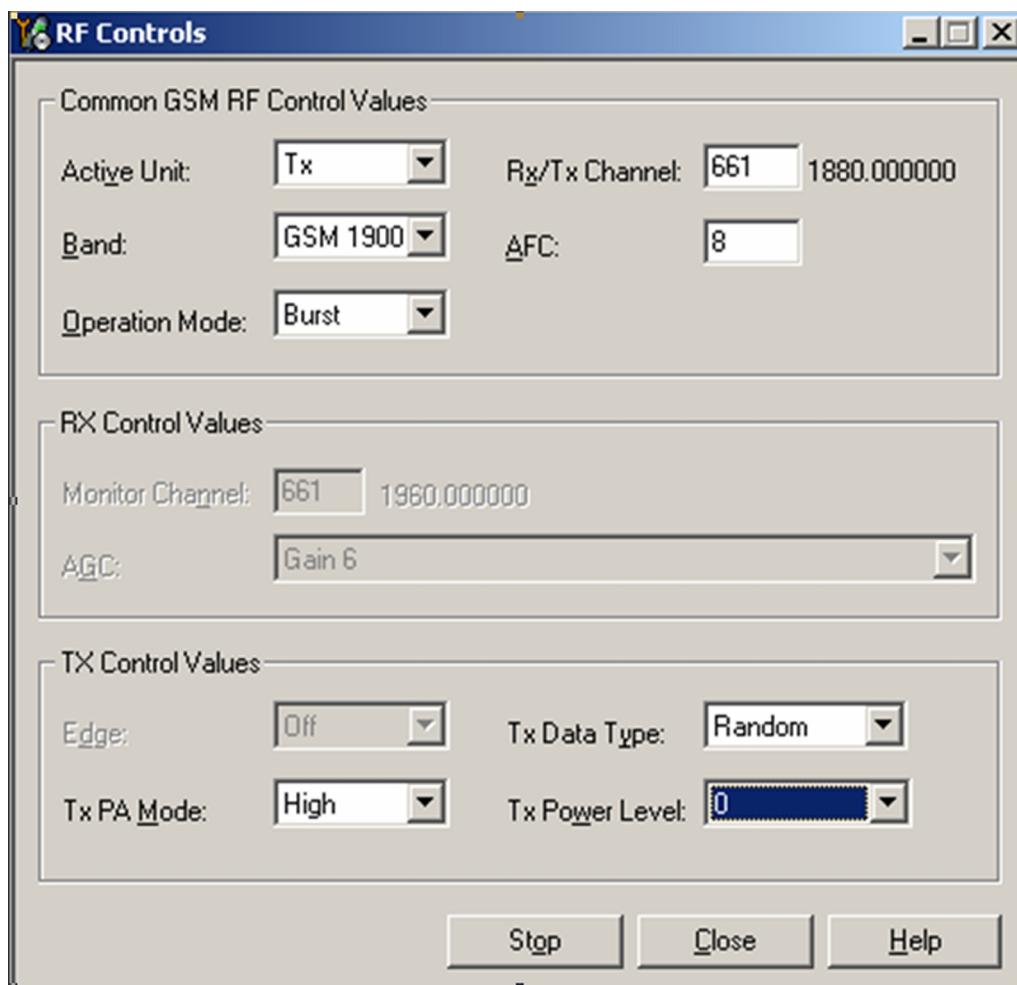 RF Controls
Common GSM RF Control Values
Active Unit: Tx Rx/Tx Channel: 661 1880.000000
Band: GSM 1900 AFC: 8
Operation Mode: Burst
RX Control Values
Monitor Channel: 661 1960.000000
AGC: Gain 6
TX Control Values
Edge: Off Tx Data Type: Random
Tx PA Mode: High Tx Power Level: 0
Stop Close Help